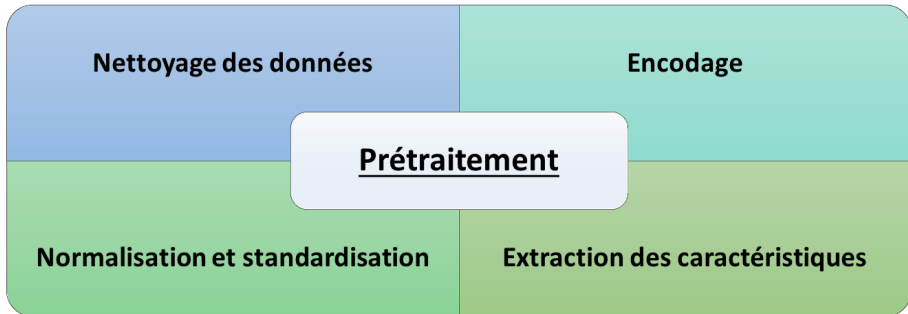 Nettoyage des données
Encodage
Prétraitement
Normalisation et standardisation
Extraction des caractéristiques